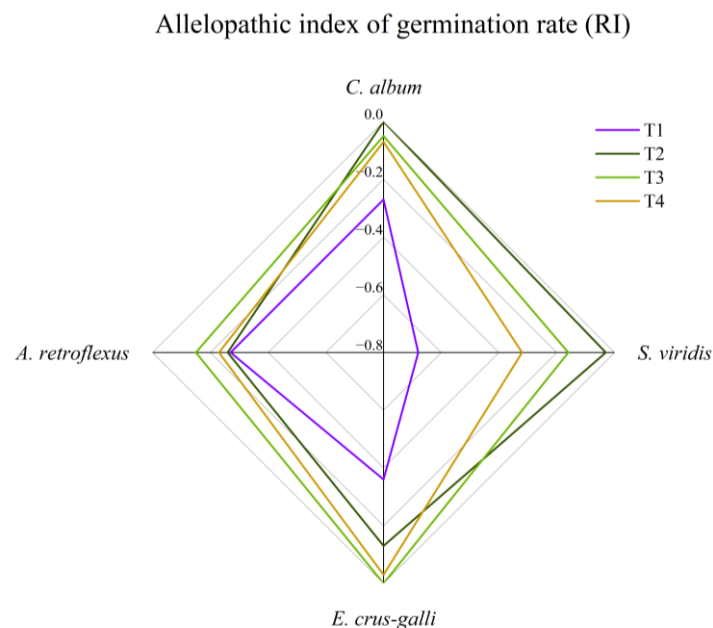 Allelopathic index of germination rate (RI)
C. album
0.0
T1
T2
−0.2
T3
T4
−0.4
−0.6
−0.8
A. retroflexus
S. viridis
E. crus-galli